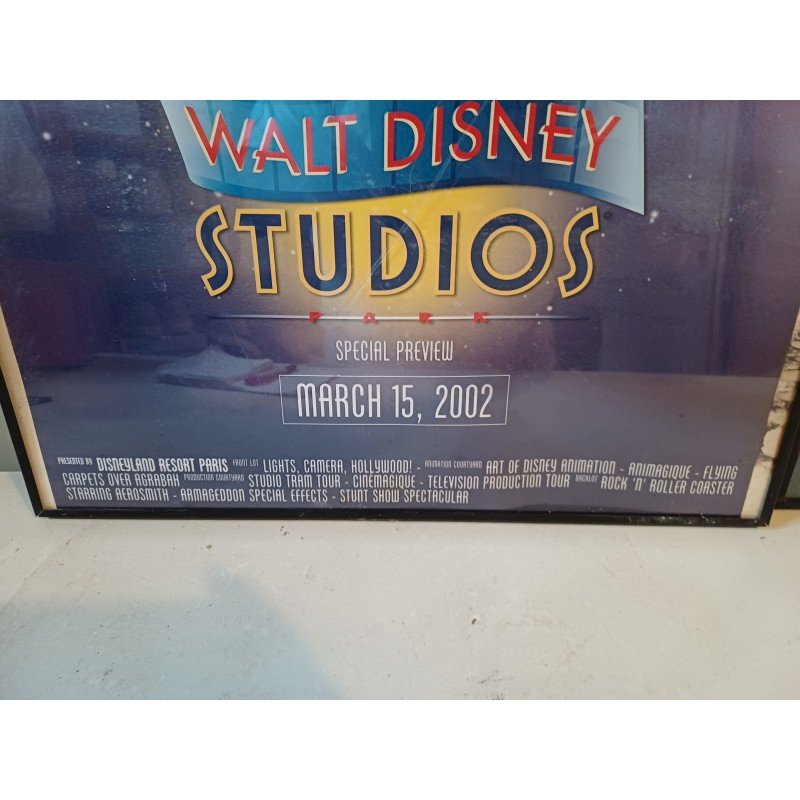 WALT DISNEY
STUDIOS®
PARK
SPECIAL PREVIEW
MARCH 15, 2002
PRESENTED BY DISNEYLAND RESORT PARIS FRONT LOT LIGHTS, CAMERA, HOLLYWOOD! - ANIMATION COURTYARD ART OF DISNEY ANIMATION - ANIMAGIQUE - FLYING
CARPETS OVER AGRABAH PRODUCTION COURTYARD STUDIO TRAM TOUR - CINÉMAGIQUE - TELEVISION PRODUCTION TOUR BACKLOT ROCK 'N' ROLLER COASTER
STARRING AEROSMITH - ARMAGEDDON SPECIAL EFFECTS - STUNT SHOW SPECTACULAR